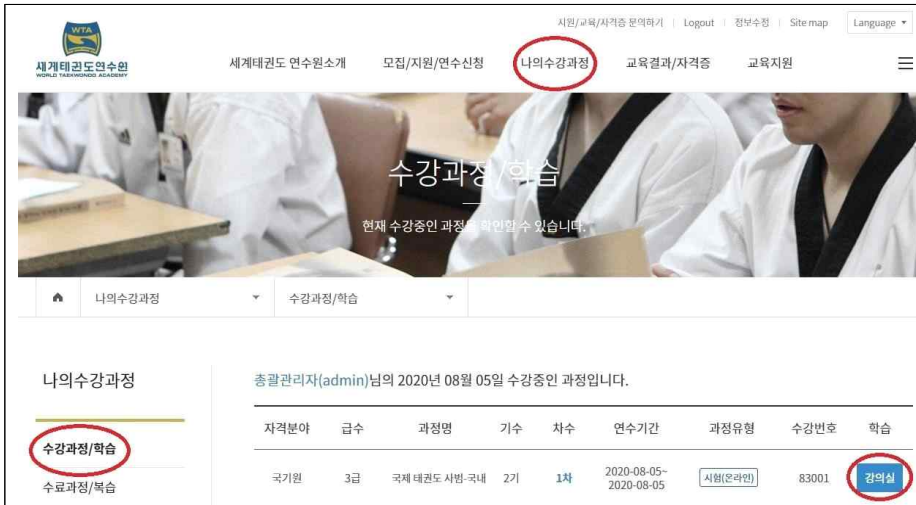 지원/교육/자격증 문의하기 | Logout | 정보수정 | Site map Language
WTA
세계태권도연수원
WORLD TAEKWONDO ACADEMY
세계태권도 연수원소개 모집/지원/연수신청 나의수강과정 교육결과/자격증 교육지원
수강과정/학습
현재 수강중인 과정을 확인할 수 있습니다.
나의수강과정 수강과정/학습
나의수강과정
수강과정/학습
수료과정/복습
총괄관리자(admin)님의 2020년 08월 05일 수강중인 과정입니다.
자격분야 급수 과정명 기수 차수 연수기간 과정유형 수강번호 학습
국기원 3급 국제 태권도 사범-국내 2기 1차 2020-08-05~ 시험(온라인) 83001 강의실
2020-08-05